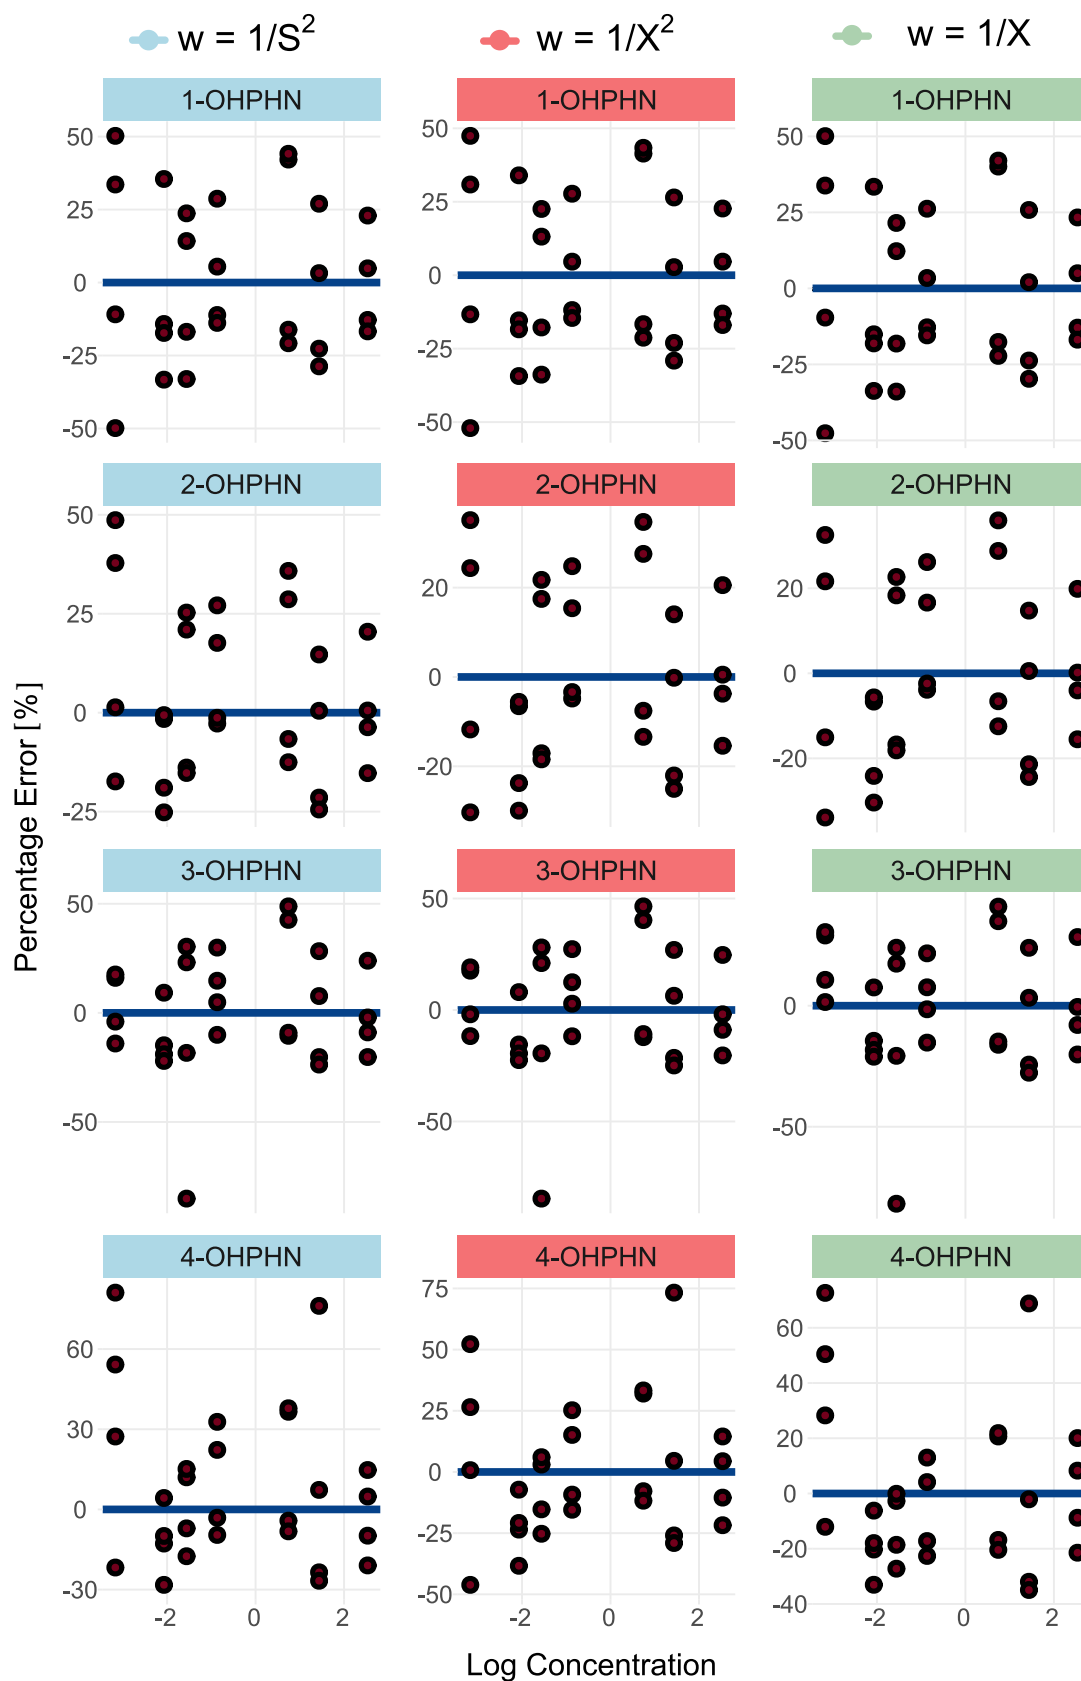 w = 1/S² w = 1/X² w = 1/X
1-OHPHN 1-OHPHN 1-OHPHN
50 50 50
25 25 25
0 0 0
-25 -25 -25
-50 -50 -50
2-OHPHN 2-OHPHN 2-OHPHN
50
25 20 20
0 0 0
-25 -20 -20
3-OHPHN 3-OHPHN 3-OHPHN
50 50 50
0 0 0
-50 -50 -50
4-OHPHN 4-OHPHN 4-OHPHN
60 75 60
30 50 40
0 25 20
-30 0 0
-25 -20
-50 -40
-2 0 2 -2 0 2 -2 0 2
Percentage Error [%]
Log Concentration